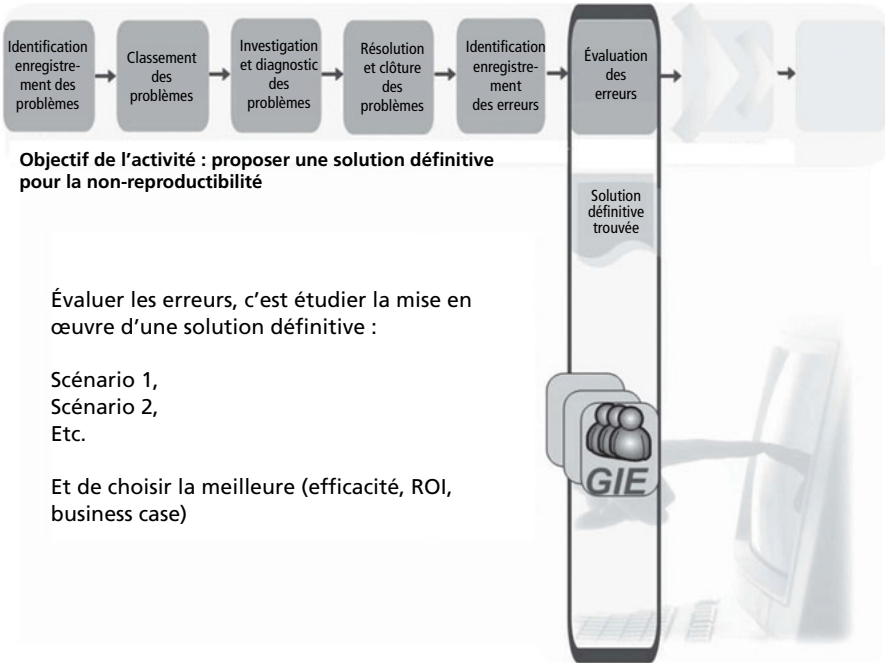 Identification
enregistre-
ment des
problèmes
Classement
des
problèmes
Investigation
et diagnostic
des
problèmes
Résolution
et clôture
des
problèmes
Identification
enregistre-
ment
des erreurs
Évaluation
des
erreurs
Objectif de l’activité : proposer une solution définitive
pour la non-reproductibilité
Solution
définitive
trouvée
Évaluer les erreurs, c’est étudier la mise en
œuvre d’une solution définitive :
Scénario 1,
Scénario 2,
Etc.
Et de choisir la meilleure (efficacité, ROI,
business case)
GIE